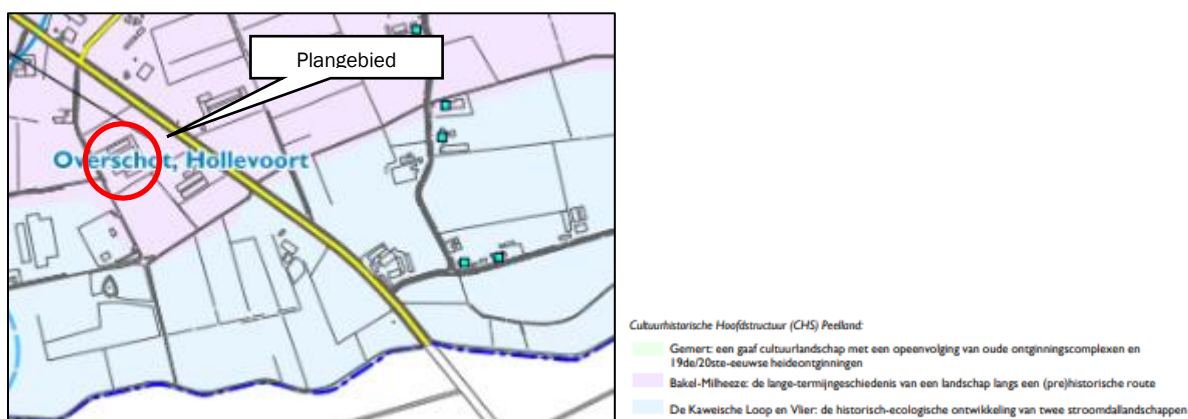 Plangebied
Overschot, Hollevoort
Cultuurhistorische Hoofdstructuur (CHS) Peelland:
Gemert: een gaaf cultuurlandschap met een opeenvolging van oude ontginningscomplexen en
19de/20ste-eeuwse heideontginningen
Bakel-Milheeze: de lange-termijngeschiedenis van een landschap langs een (pre)historische route
De Kaweische Loop en Vlier: de historisch-ecologische ontwikkeling van twee stroomdallandschappen